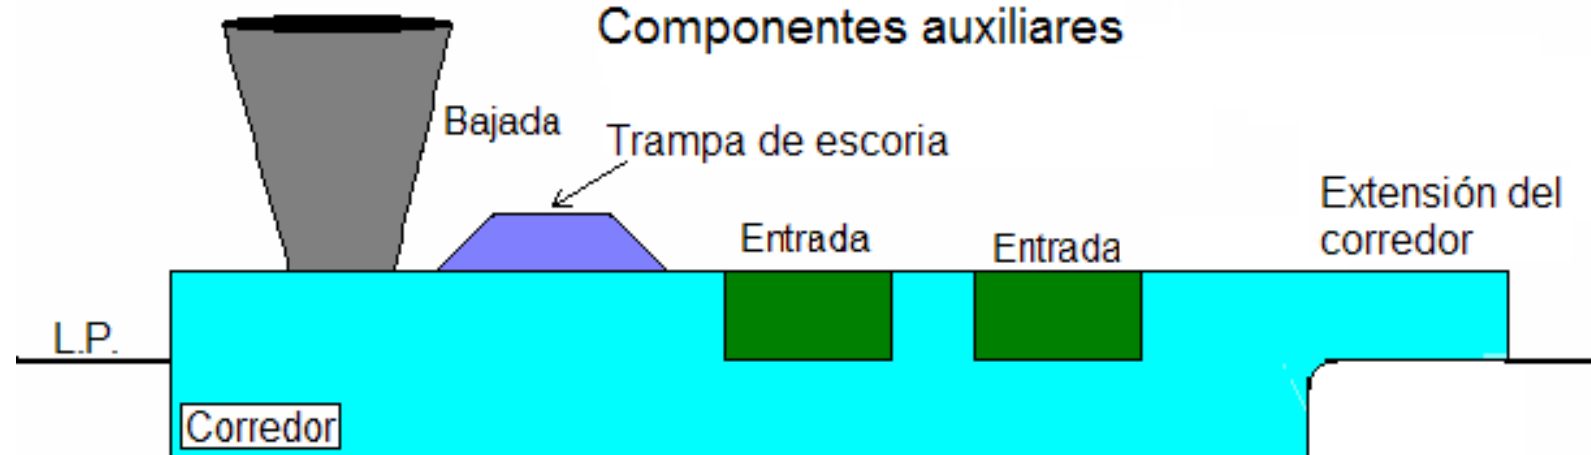 Componentes auxiliares
Bajada
Trampa de escoria
Extensión del
corredor
Entrada
Entrada
L.P.
Corredor